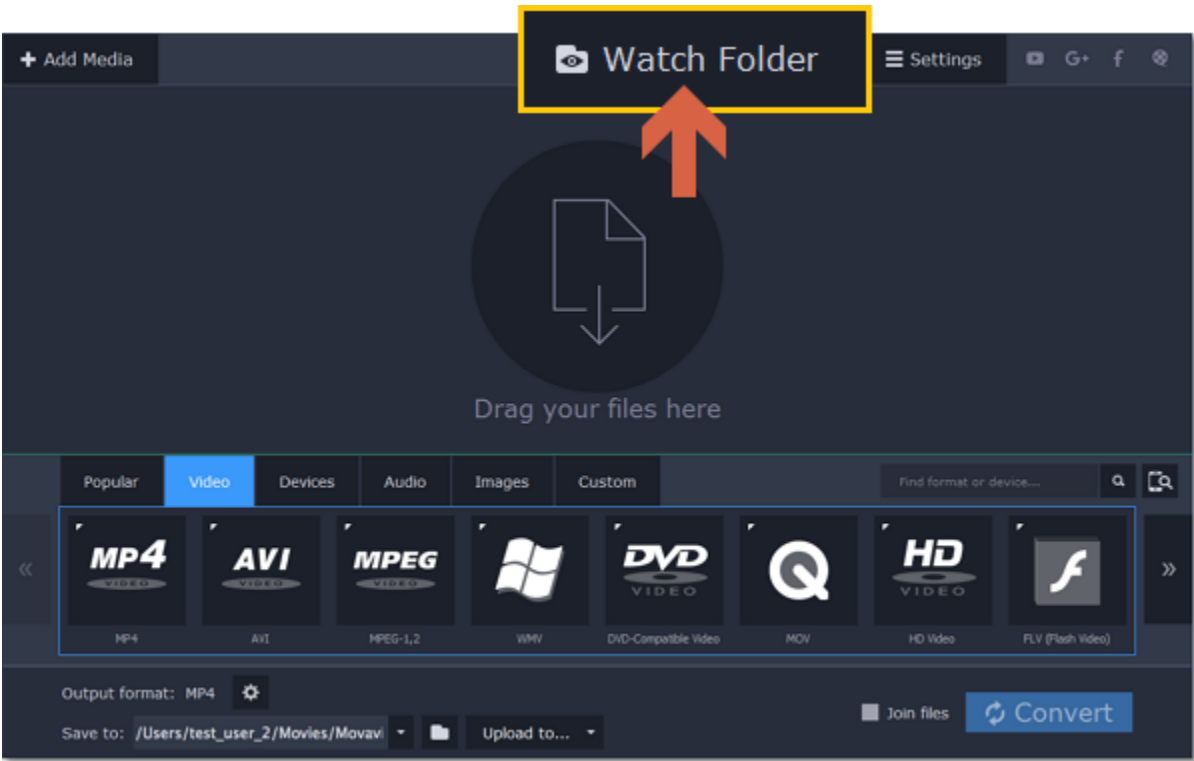 Add Media
Watch Folder
Settings
G+ f
Drag your files here
Popular Video Devices Audio Images Custom
Find format or device....
MP4 VIDEO
AVI VIDEO
MPEG VIDEO
DVD VIDEO
HD VIDEO
MP4
AVI
MPEG-1,2
WMV
DVD-Compatible Video
MOV
HD Video
FLV (Flash Video)
Output format: MP4
Join files
Convert
Save to: /Users/test_user_2/Movies/Movavi
Upload to...